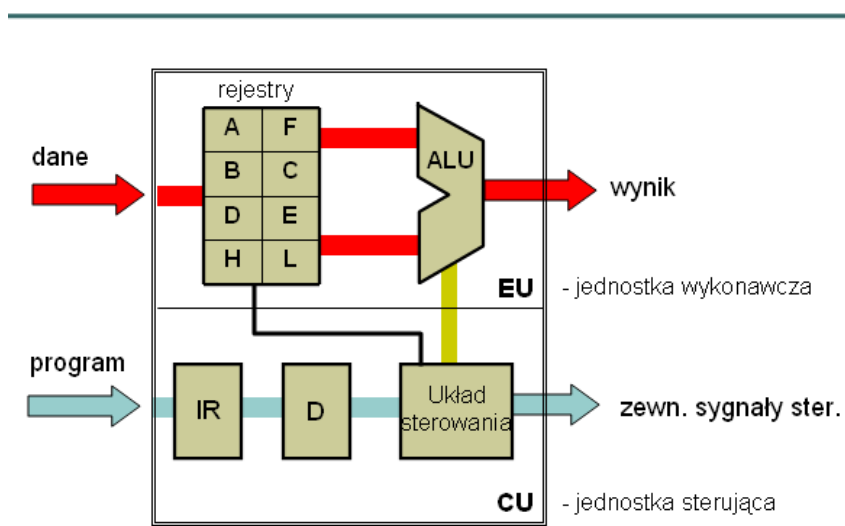 rejestry
A F
B C
D E
H L
ALU
dane
wynik
EU - jednostka wykonawcza
program
IR
D
Układ
sterowania
zewn. sygnały ster.
CU - jednostka sterująca